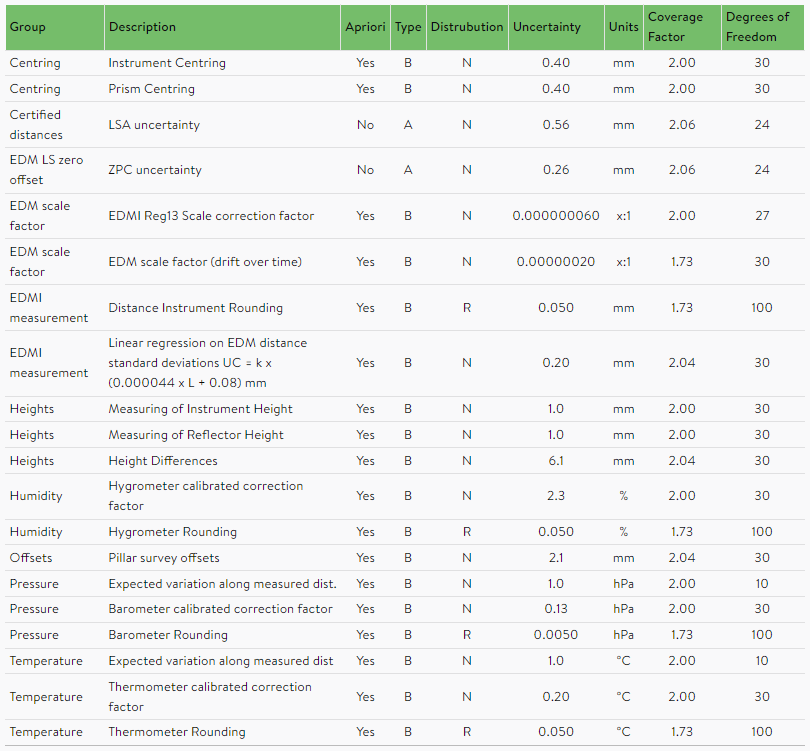 Group Description Apriori Type Distrubution Uncertainty Units Coverage Factor Degrees of Freedom
Centring Instrument Centring Yes B N 0.40 mm 2.00 30
Centring Prism Centring Yes B N 0.40 mm 2.00 30
Certified distances LSA uncertainty No A N 0.56 mm 2.06 24
EDM LS zero offset ZPC uncertainty No A N 0.26 mm 2.06 24
EDM scale factor EDMI Reg13 Scale correction factor Yes B N 0.000000060 x:1 2.00 27
EDM scale factor EDM scale factor (drift over time) Yes B N 0.00000020 x:1 1.73 30
EDMI measurement Distance Instrument Rounding Yes B R 0.050 mm 1.73 100
EDMI measurement Linear regression on EDM distance standard deviations UC = k x (0.000044 x L + 0.08) mm Yes B N 0.20 mm 2.04 30
Heights Measuring of Instrument Height Yes B N 1.0 mm 2.00 30
Heights Measuring of Reflector Height Yes B N 1.0 mm 2.00 30
Heights Height Differences Yes B N 6.1 mm 2.04 30
Humidity Hygrometer calibrated correction factor Yes B N 2.3 % 2.00 30
Humidity Hygrometer Rounding Yes B R 0.050 % 1.73 100
Offsets Pillar survey offsets Yes B N 2.1 mm 2.04 30
Pressure Expected variation along measured dist. Yes B N 1.0 hPa 2.00 10
Pressure Barometer calibrated correction factor Yes B N 0.13 hPa 2.00 30
Pressure Barometer Rounding Yes B R 0.0050 hPa 1.73 100
Temperature Expected variation along measured dist Yes B N 1.0 °C 2.00 10
Temperature Thermometer calibrated correction factor Yes B N 0.20 °C 2.00 30
Temperature Thermometer Rounding Yes B R 0.050 °C 1.73 100